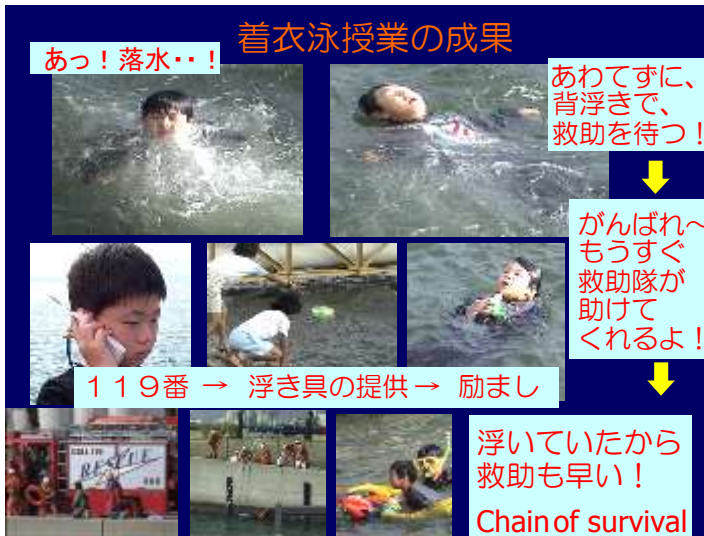 着衣泳授業の成果
あっ！落水・・！
あわてずに、
背浮きで、
救助を待つ！
がんばれ～
もうすぐ
救助隊が
助けて
くれるよ！
１１９番 → 浮き具の提供 → 励まし
RESCUE
浮いていたから
救助も早い！
Chain of survival